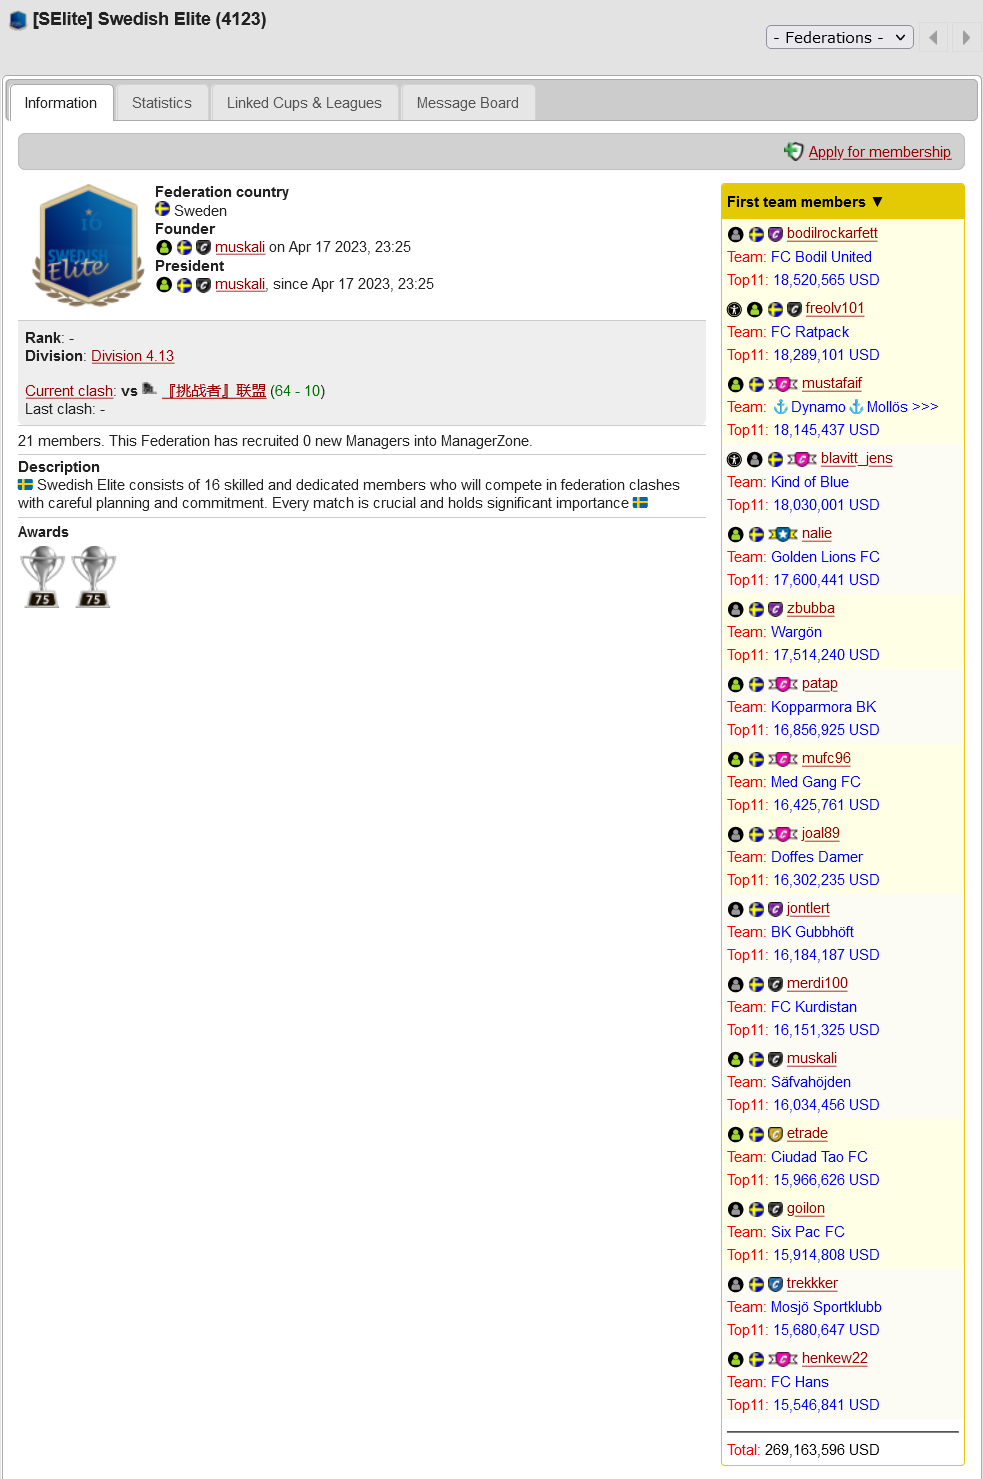 [SElite] Swedish Elite (4123)
- Federations -
Information
Statistics
Linked Cups & Leagues
Message Board
Apply for membership
16
SWEDISH
Elite
Federation country
Sweden
Founder
muskali on Apr 17 2023, 23:25
President
muskali, since Apr 17 2023, 23:25
Rank: -
Division: Division 4.13
Current clash: vs 『挑战者』联盟 (64 - 10)
Last clash: -
21 members. This Federation has recruited 0 new Managers into ManagerZone.
Description
Swedish Elite consists of 16 skilled and dedicated members who will compete in federation clashes
with careful planning and commitment. Every match is crucial and holds significant importance
Awards
75
75
First team members ▼
bodilrockarfett
Team: FC Bodil United
Top11: 18,520,565 USD
freolv101
Team: FC Ratpack
Top11: 18,289,101 USD
mustafaif
Team: ⚓Dynamo⚓Mollös >>>
Top11: 18,145,437 USD
blavitt_jens
Team: Kind of Blue
Top11: 18,030,001 USD
nalie
Team: Golden Lions FC
Top11: 17,600,441 USD
zbubba
Team: Wargön
Top11: 17,514,240 USD
patap
Team: Kopparmora BK
Top11: 16,856,925 USD
mufc96
Team: Med Gang FC
Top11: 16,425,761 USD
joal89
Team: Doffes Damer
Top11: 16,302,235 USD
jontlert
Team: BK Gubbhöft
Top11: 16,184,187 USD
merdi100
Team: FC Kurdistan
Top11: 16,151,325 USD
muskali
Team: Säfvahöjden
Top11: 16,034,456 USD
etrade
Team: Ciudad Tao FC
Top11: 15,966,626 USD
goilon
Team: Six Pac FC
Top11: 15,914,808 USD
trekkker
Team: Mosjö Sportklubb
Top11: 15,680,647 USD
henkew22
Team: FC Hans
Top11: 15,546,841 USD
Total: 269,163,596 USD